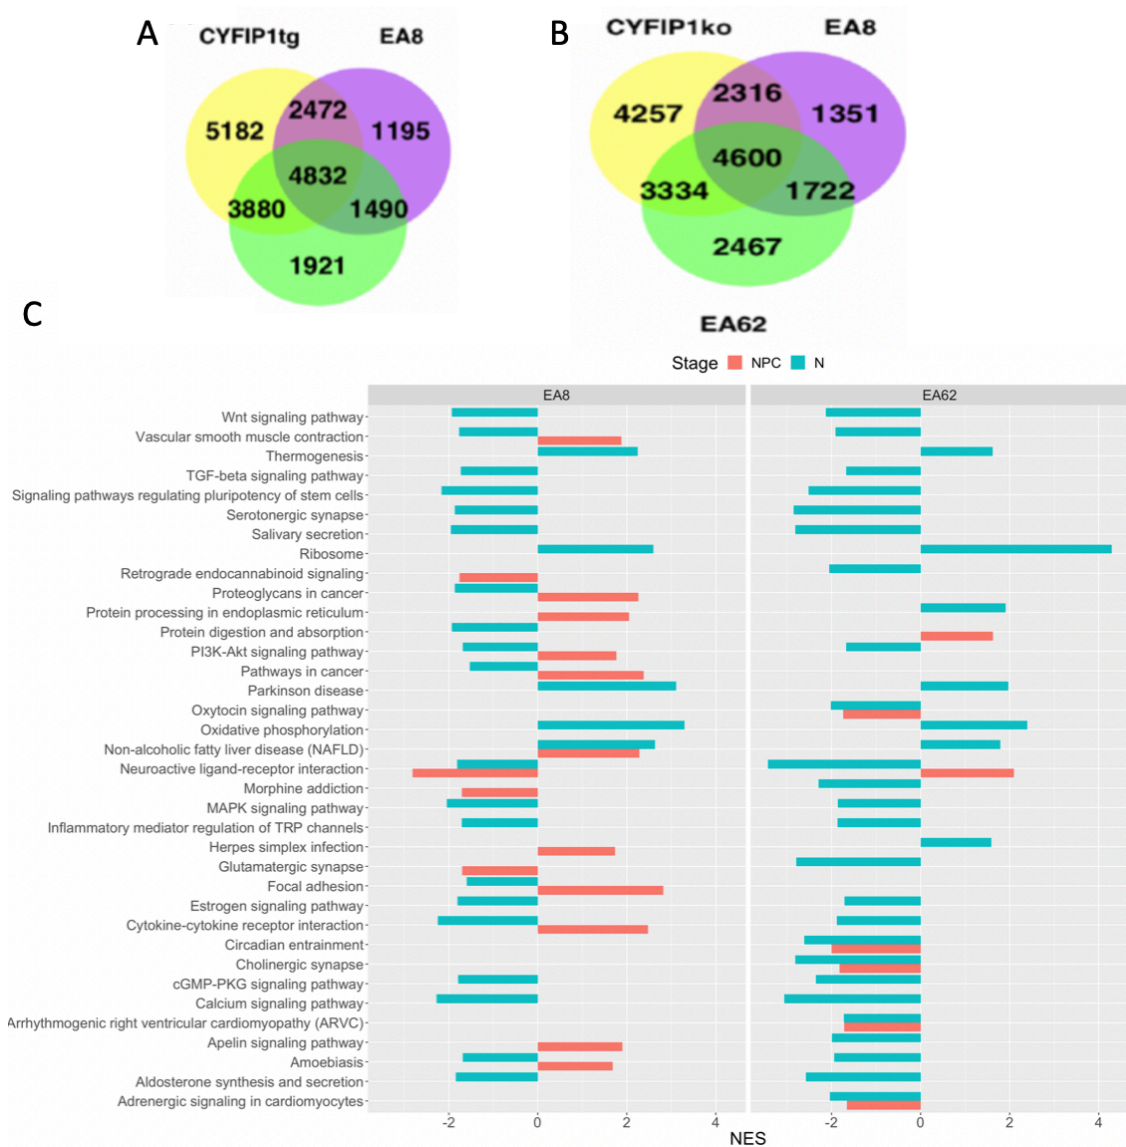 A
CYFIP1tg EA8
2472
5182 1195
4832
3880 1490
1921
B
CYFIP1ko EA8
2316
4257 1351
4600
3334 1722
2467
EA62
C
Stage NPC N
EA8 EA62
Wnt signaling pathway
Vascular smooth muscle contraction
Thermogenesis
TGF-beta signaling pathway
Signaling pathways regulating pluripotency of stem cells
Serotonergic synapse
Salivary secretion
Ribosome
Retrograde endocannabinoid signaling
Proteoglycans in cancer
Protein processing in endoplasmic reticulum
Protein digestion and absorption
PI3K-Akt signaling pathway
Pathways in cancer
Parkinson disease
Oxytocin signaling pathway
Oxidative phosphorylation
Non-alcoholic fatty liver disease (NAFLD)
Neuroactive ligand-receptor interaction
Morphine addiction
MAPK signaling pathway
Inflammatory mediator regulation of TRP channels
Herpes simplex infection
Glutamatergic synapse
Focal adhesion
Estrogen signaling pathway
Cytokine-cytokine receptor interaction
Circadian entrainment
Cholinergic synapse
cGMP-PKG signaling pathway
Calcium signaling pathway
Arrhythmogenic right ventricular cardiomyopathy (ARVC)
Apelin signaling pathway
Amoebiasis
Aldosterone synthesis and secretion
Adrenergic signaling in cardiomyocytes
-2 0 2 4 -2 0 2 4
NES